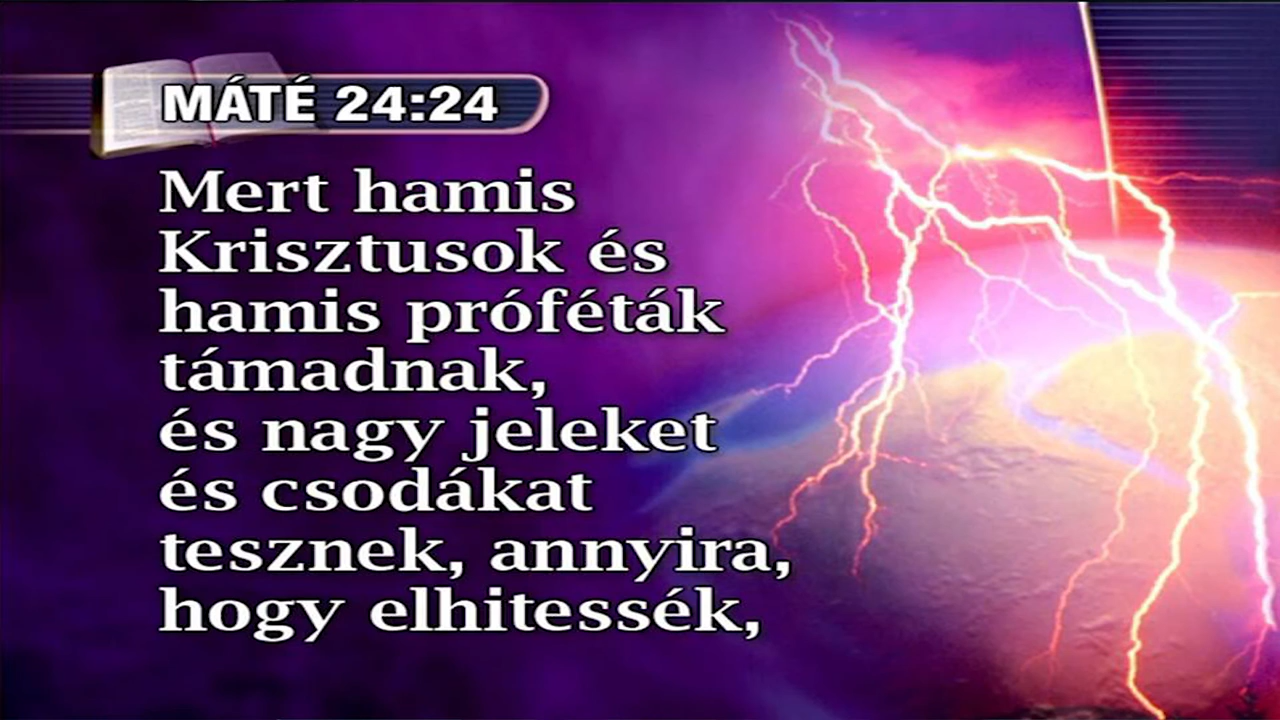 MÁTÉ 24:24
Mert hamis
Krisztusok és
hamis próféták
támadnak,
és nagy jeleket
és csodákat
tesznek, annyira,
hogy elhitessék,